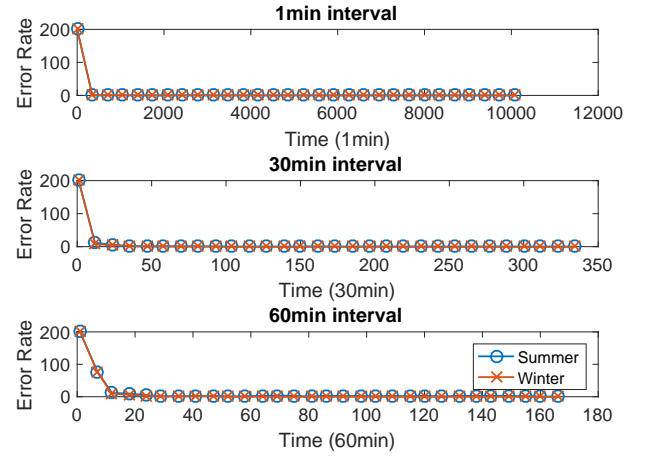 1min interval
Error Rate
200
100
0
0 2000 4000 6000 8000 10000 12000
Time (1min)
30min interval
Error Rate
200
100
0
0 50 100 150 200 250 300 350
Time (30min)
60min interval
Error Rate
200
100
0
Summer
Winter
0 20 40 60 80 100 120 140 160 180
Time (60min)